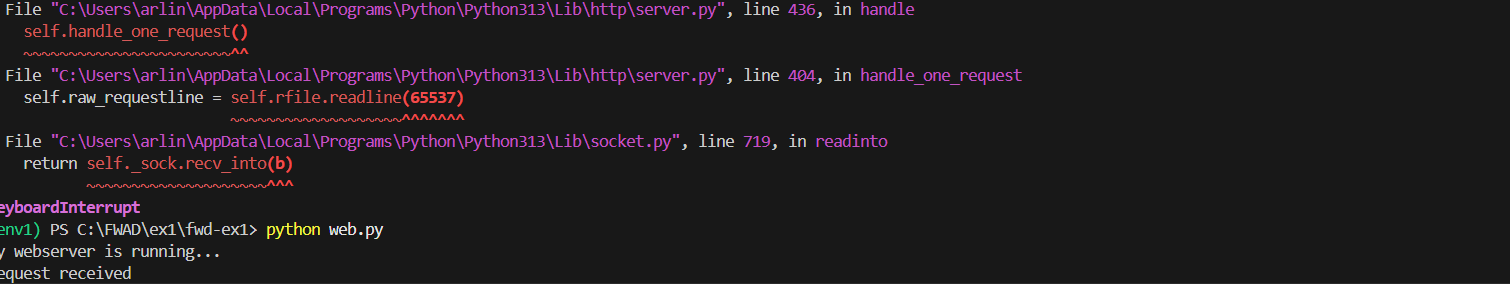 File "C:\Users\arlin\AppData\Local\Programs\Python\Python313\Lib\http\server.py", line 436, in handle
self.handle_one_request()
~~~~~~~~~~~~~~~~~~~~~~~^^
File "C:\Users\arlin\AppData\Local\Programs\Python\Python313\Lib\http\server.py", line 404, in handle_one_request
self.raw_requestline = self.rfile.readline(65537)
~~~~~~~~~~~~~~~~~~~^^^^^^^
File "C:\Users\arlin\AppData\Local\Programs\Python\Python313\Lib\socket.py", line 719, in readinto
return self._sock.recv_into(b)
~~~~~~~~~~~~~~~~~~~~^^^
eyboardInterrupt
env1) PS C:\FWAD\ex1\fwd-ex1> python web.py
y webserver is running...
equest received